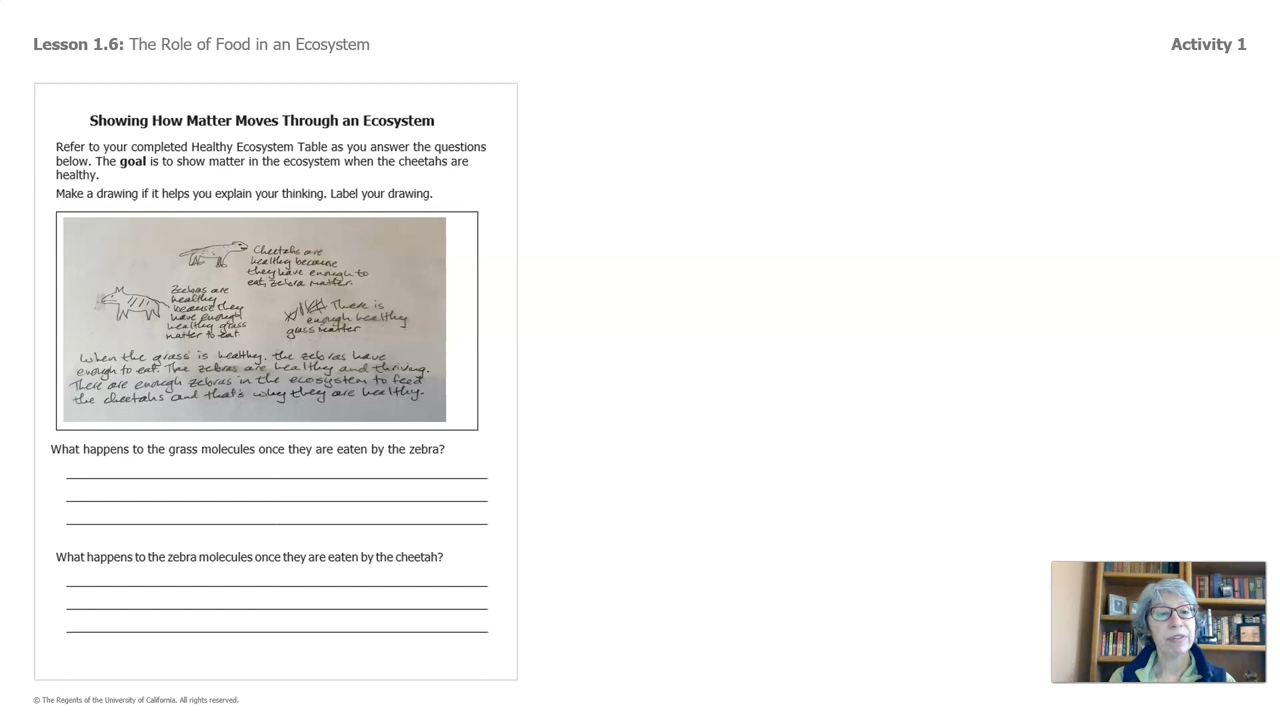 Lesson 1.6: The Role of Food in an Ecosystem
Activity 1
Showing How Matter Moves Through an Ecosystem
Refer to your completed Healthy Ecosystem Table as you answer the questions
below. The goal is to show matter in the ecosystem when the cheetahs are
healthy.
Make a drawing if it helps you explain your thinking. Label your drawing.
Cheetahs are
healthy because
they have enough to
eat, zebra matter.
Zebras are
healthy
because they
have enough
healthy grass
matter to eat.
There is
enough healthy
grass matter
When the grass is healthy, the zebras have
enough to eat. The zebras are healthy and thriving.
There are enough zebras in the ecosystem to feed
the cheetahs and that's why they are healthy.
What happens to the grass molecules once they are eaten by the zebra?
What happens to the zebra molecules once they are eaten by the cheetah?
© The Regents of the University of California. All rights reserved.